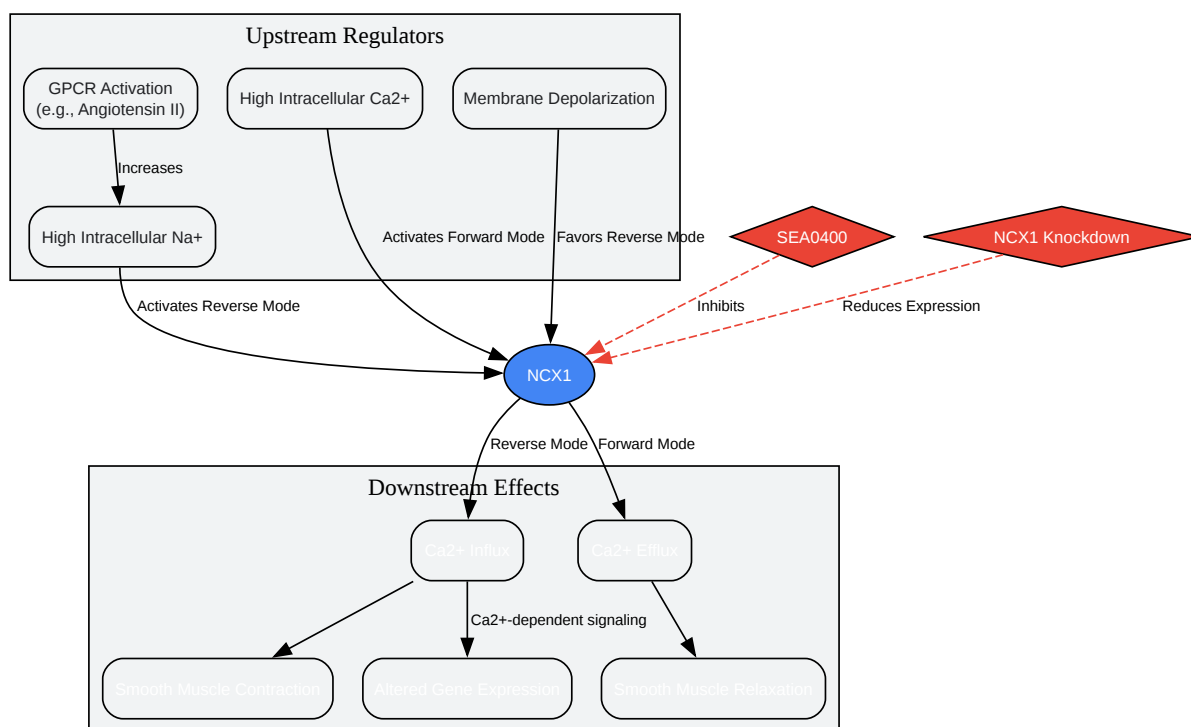 Upstream Regulators
GPCR Activation
(e.g., Angiotensin II)
High Intracellular Ca2+
Membrane Depolarization
Increases
High Intracellular Na+
Activates Forward Mode
Favors Reverse Mode
SEA0400
NCX1 Knockdown
Activates Reverse Mode
Inhibits
Reduces Expression
NCX1
Reverse Mode
Forward Mode
Downstream Effects
Ca2+ Influx
Ca2+ Efflux
Ca2+-dependent signaling
Smooth Muscle Contraction
Altered Gene Expression
Smooth Muscle Relaxation